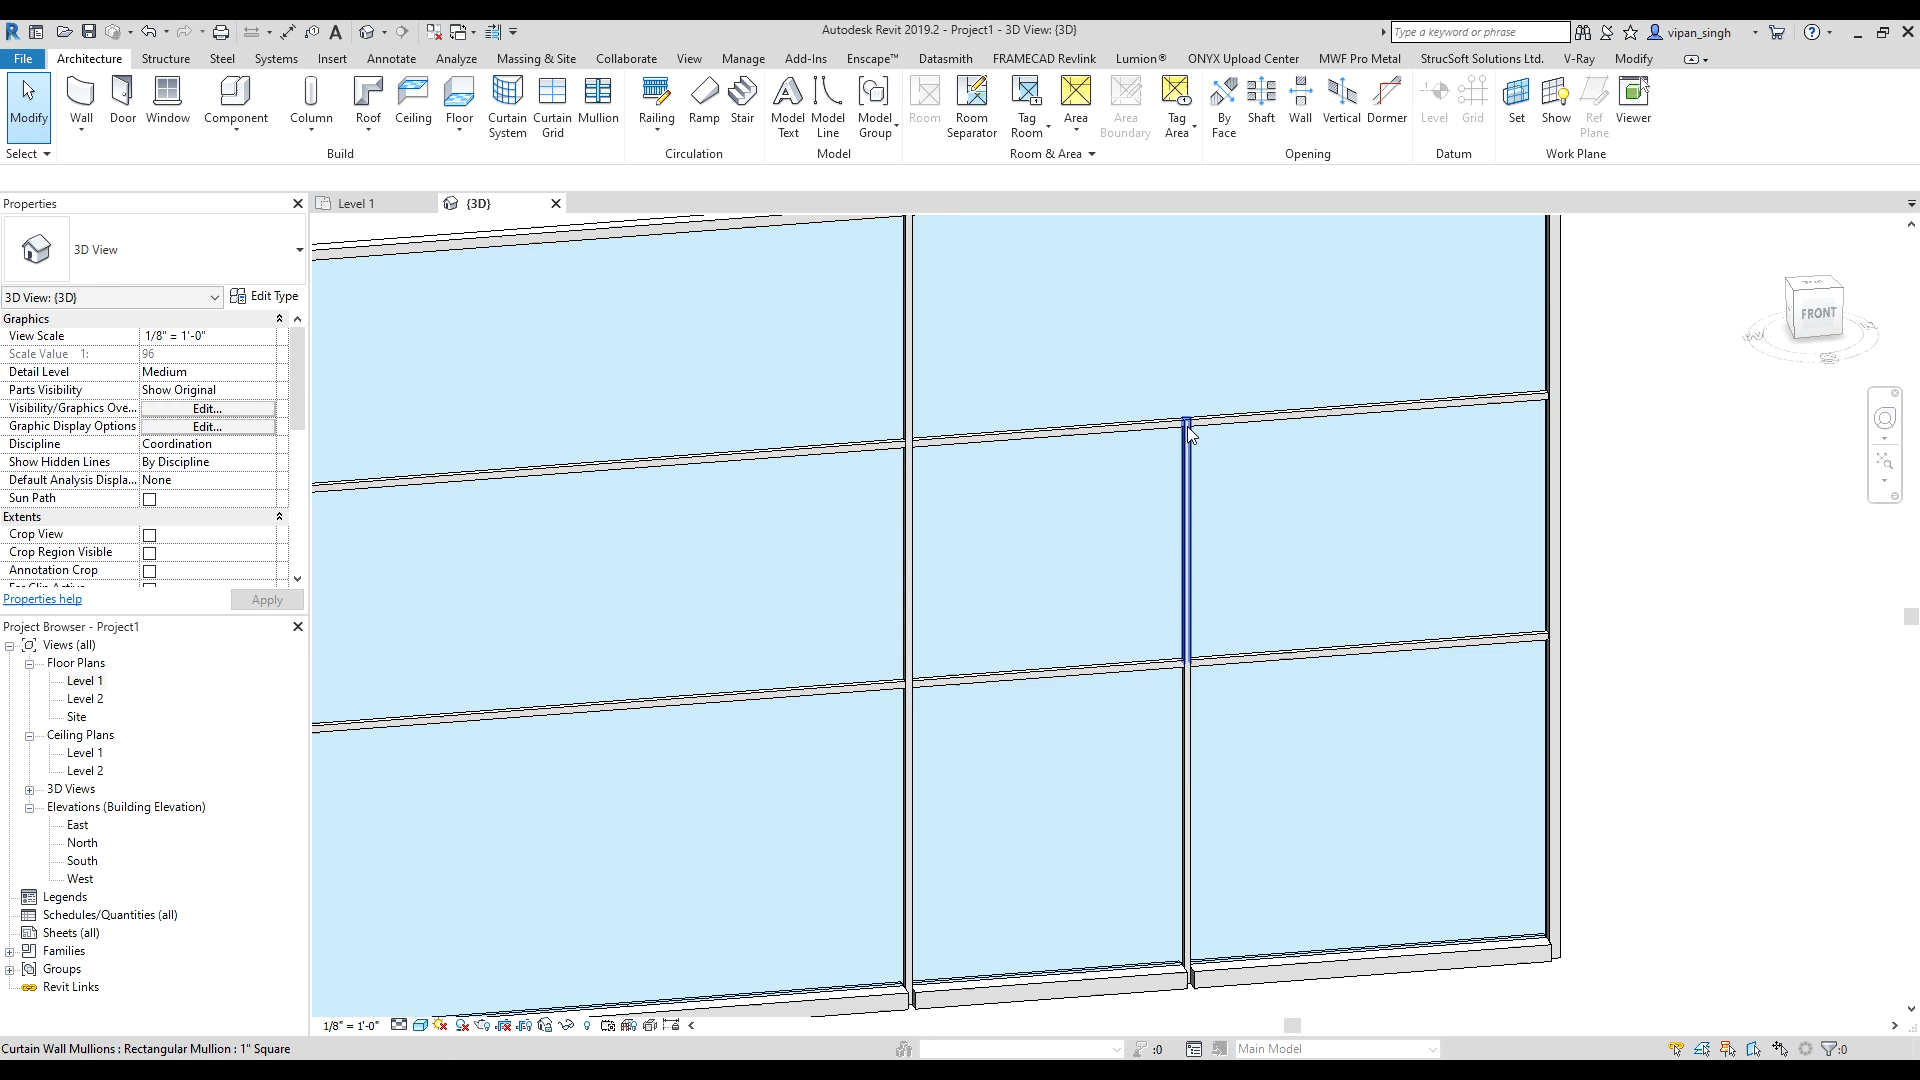 Autodesk Revit 2019.2 - Project1 - 3D View: {3D}
Type a keyword or phrase
vipan_singh
File Architecture Structure Steel Systems Insert Annotate Analyze Massing & Site Collaborate View Manage Add-Ins Enscape™ Datasmith FRAMECAD Revlink Lumion® ONYX Upload Center MWF Pro Metal StrucSoft Solutions Ltd. V-Ray Modify
Modify Wall Door Window Component Column Roof Ceiling Floor Curtain System Curtain Grid Mullion Railing Ramp Stair Model Text Model Line Model Group Room Room Separator Tag Room Area Area Boundary Tag Area By Face Shaft Wall Vertical Dormer Level Grid Set Show Ref Plane Viewer
Select Build Circulation Model Room & Area Opening Datum Work Plane
Properties
Level 1
{3D}
3D View
3D View: {3D}
Edit Type
Graphics
View Scale 1/8" = 1'-0"
Scale Value 1: 96
Detail Level Medium
Parts Visibility Show Original
Visibility/Graphics Ove... Edit...
Graphic Display Options Edit...
Discipline Coordination
Show Hidden Lines By Discipline
Default Analysis Displa... None
Sun Path
Extents
Crop View
Crop Region Visible
Annotation Crop
Properties help
Apply
FRONT
Project Browser - Project1
Views (all)
Floor Plans
Level 1
Level 2
Site
Ceiling Plans
Level 1
Level 2
3D Views
Elevations (Building Elevation)
East
North
South
West
Legends
Schedules/Quantities (all)
Sheets (all)
Families
Groups
Revit Links
1/8" = 1'-0"
Curtain Wall Mullions : Rectangular Mullion : 1" Square
:0
Main Model
:0